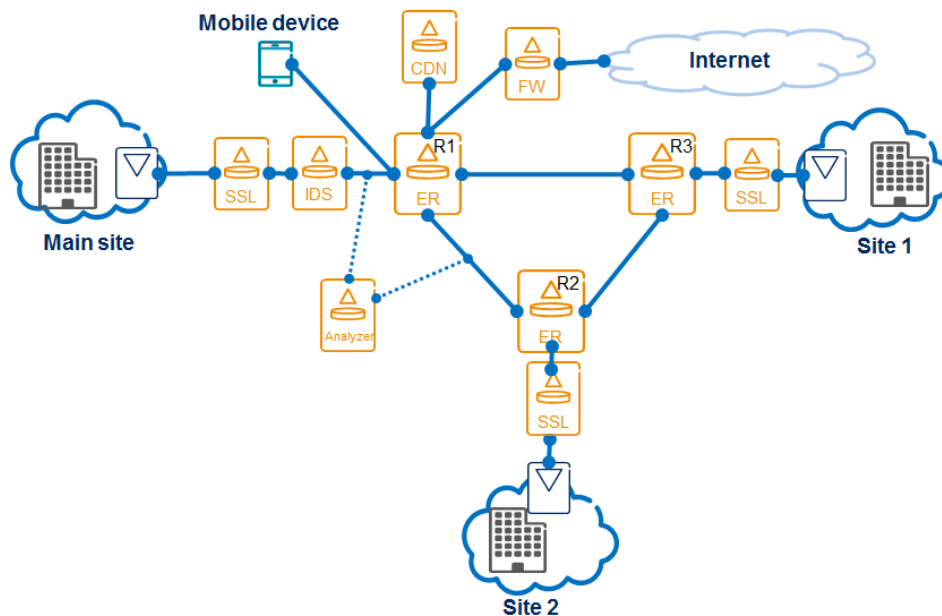 Mobile device
CDN
FW
Internet
R1
ER
R3
ER
SSL
IDS
SSL
Main site
Site 1
R2
ER
Analyzer
SSL
Site 2